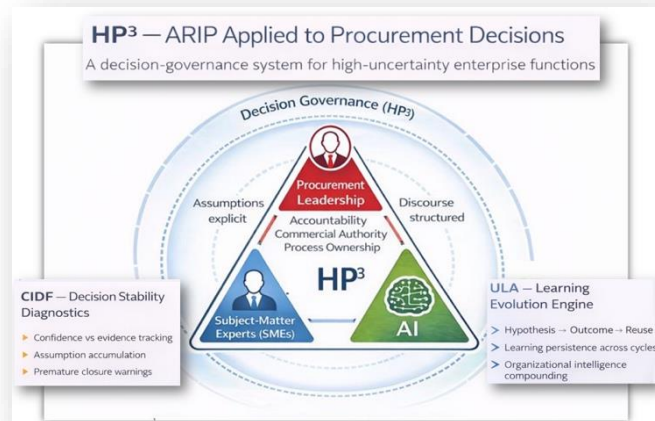 HP³ — ARIP Applied to Procurement Decisions
A decision-governance system for high-uncertainty enterprise functions
Decision Governance (HP³)
Procurement
Leadership
Assumptions
explicit
Discourse
structured
Accountability
Commercial Authority
Process Ownership
HP³
Subject-Matter
Experts (SMEs)
AI
CIDF — Decision Stability
Diagnostics
Confidence vs evidence tracking
Assumption accumulation
Premature closure warnings
ULA — Learning
Evolution Engine
Hypothesis → Outcome → Reuse
Learning persistence across cycles
Organizational intelligence
compounding